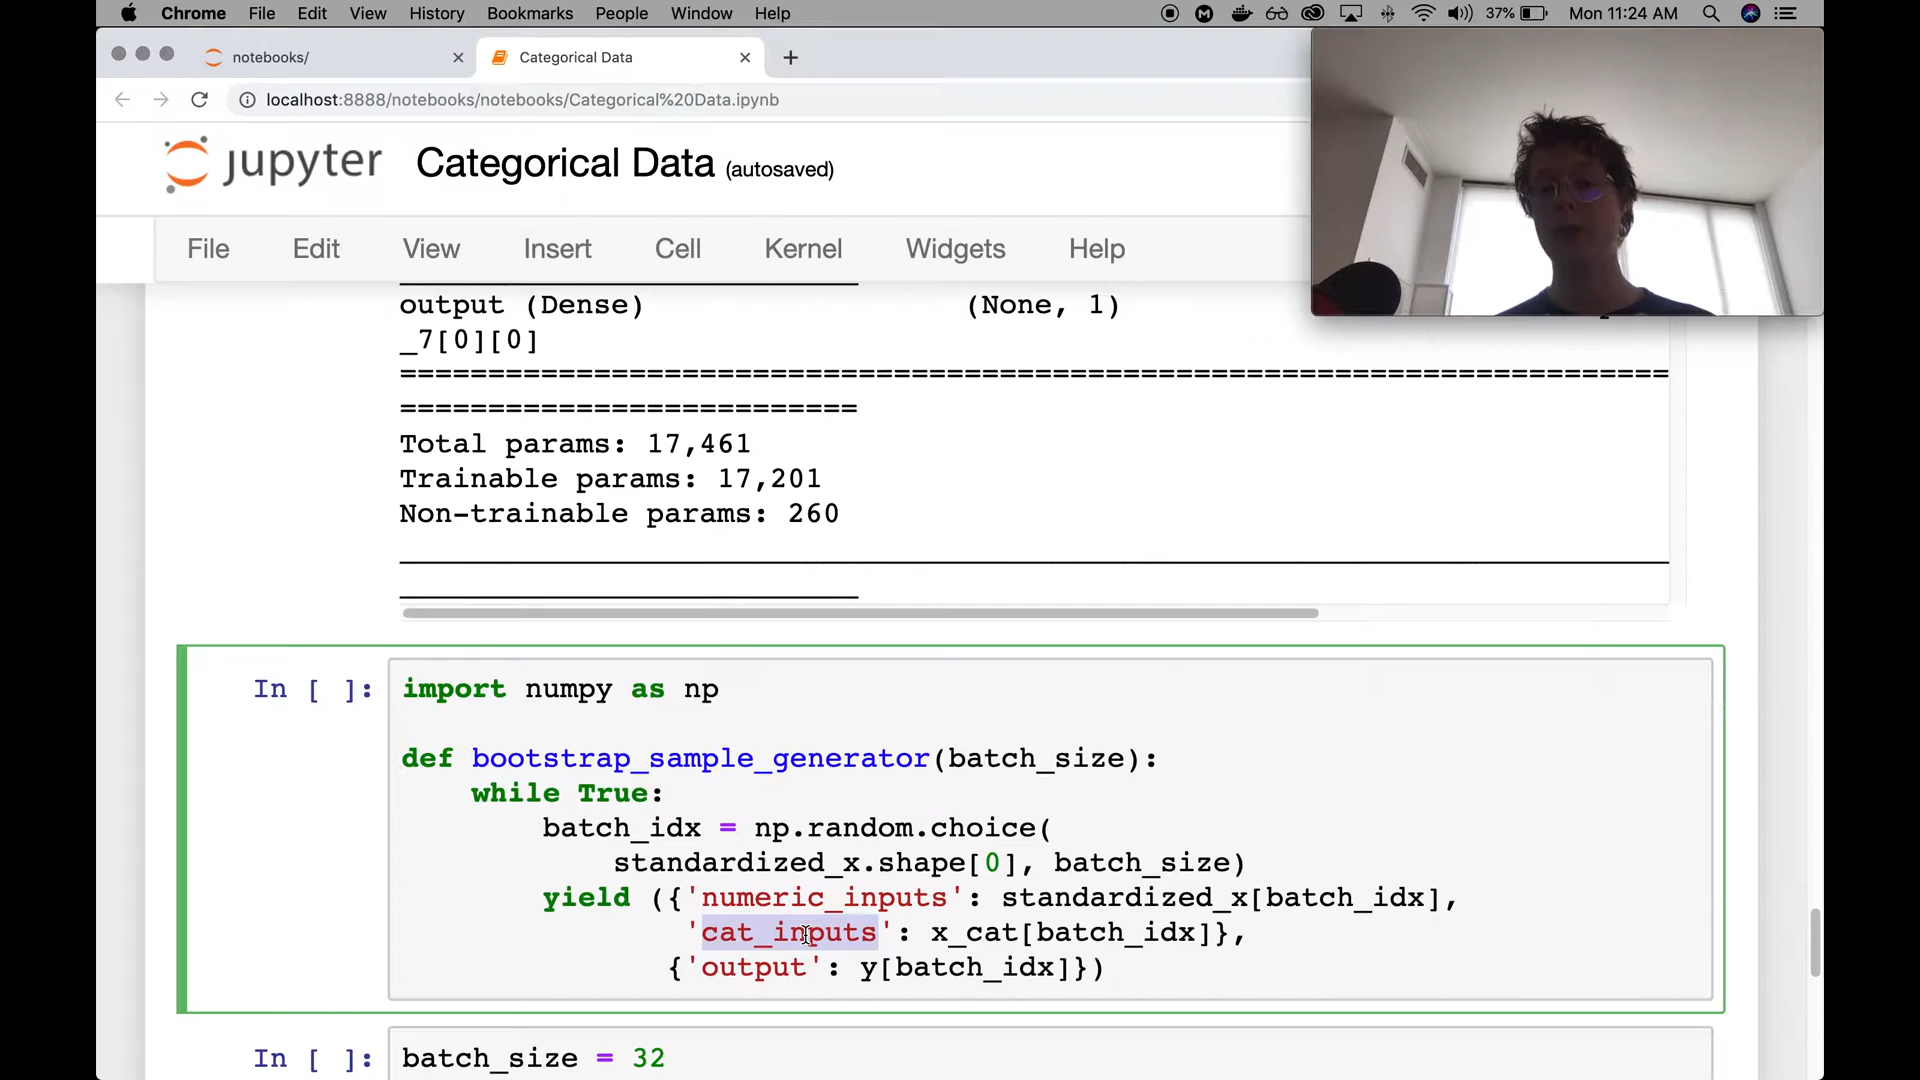 Chrome File Edit View History Bookmarks People Window Help 37% Mon 11:24 AM
notebooks/ Categorical Data
localhost:8888/notebooks/notebooks/Categorical%20Data.ipynb
jupyter Categorical Data (autosaved)
File Edit View Insert Cell Kernel Widgets Help
output (Dense) (None, 1)
_7[0][0]
========================================================================
==========================
Total params: 17,461
Trainable params: 17,201
Non-trainable params: 260
________________________________________________________________________
__________________________
In [ ]: import numpy as np
def bootstrap_sample_generator(batch_size):
while True:
batch_idx = np.random.choice(
standardized_x.shape[0], batch_size)
yield ({'numeric_inputs': standardized_x[batch_idx],
'cat_inputs': x_cat[batch_idx]},
{'output': y[batch_idx]})
In [ ]: batch_size = 32